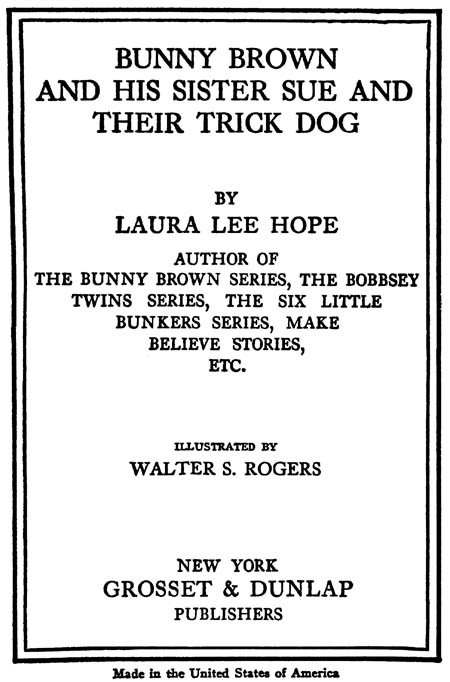 BUNNY BROWN
AND HIS SISTER SUE AND
THEIR TRICK DOG
BY
LAURA LEE HOPE
AUTHOR OF
THE BUNNY BROWN SERIES, THE BOBBSEY
TWINS SERIES, THE SIX LITTLE
BUNKERS SERIES, MAKE
BELIEVE STORIES,
ETC.
ILLUSTRATED BY
WALTER S. ROGERS
NEW YORK
GROSSET & DUNLAP
PUBLISHERS
Made in the United States of America